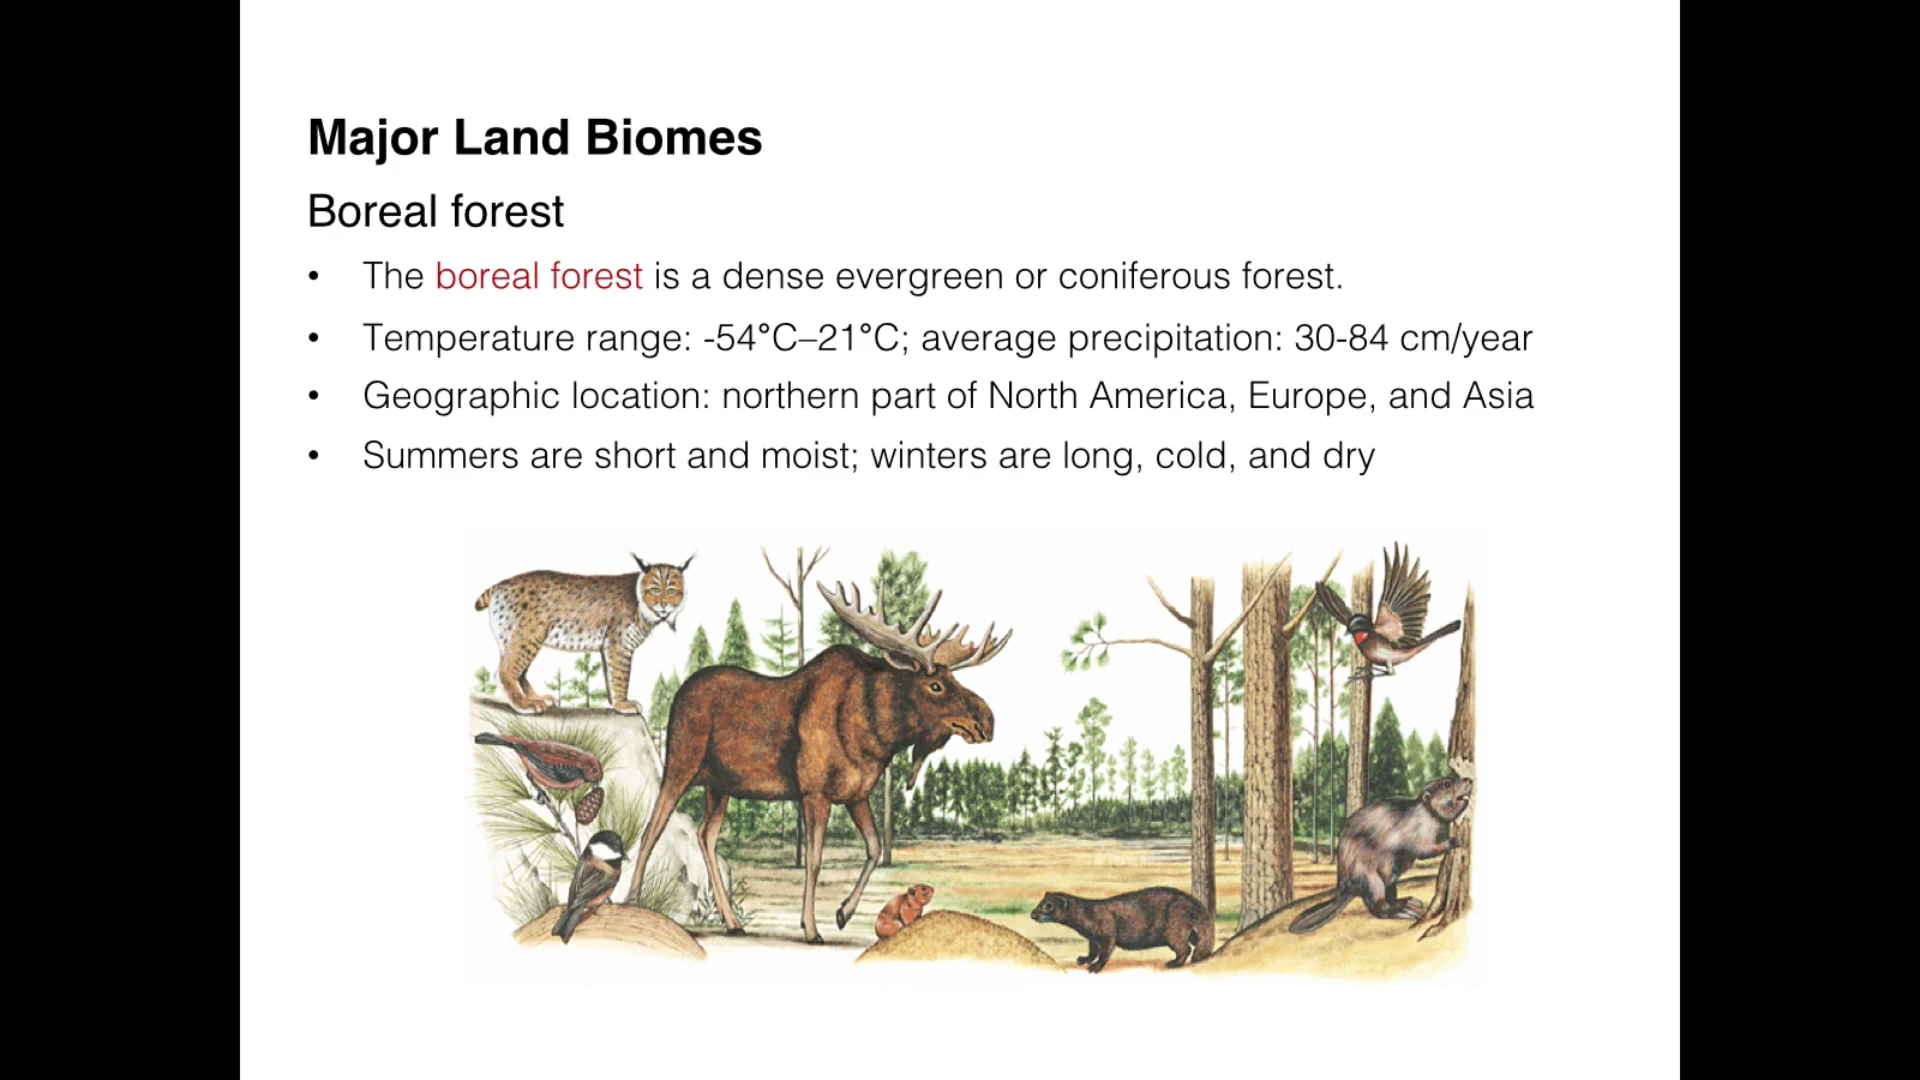 Major Land Biomes
Boreal forest
• The boreal forest is a dense evergreen or coniferous forest.
• Temperature range: -54°C–21°C; average precipitation: 30-84 cm/year
• Geographic location: northern part of North America, Europe, and Asia
• Summers are short and moist; winters are long, cold, and dry